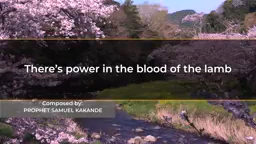 There's power in the blood of the lamb
Composed by:
PROPHET SAMUEL KAKANDE